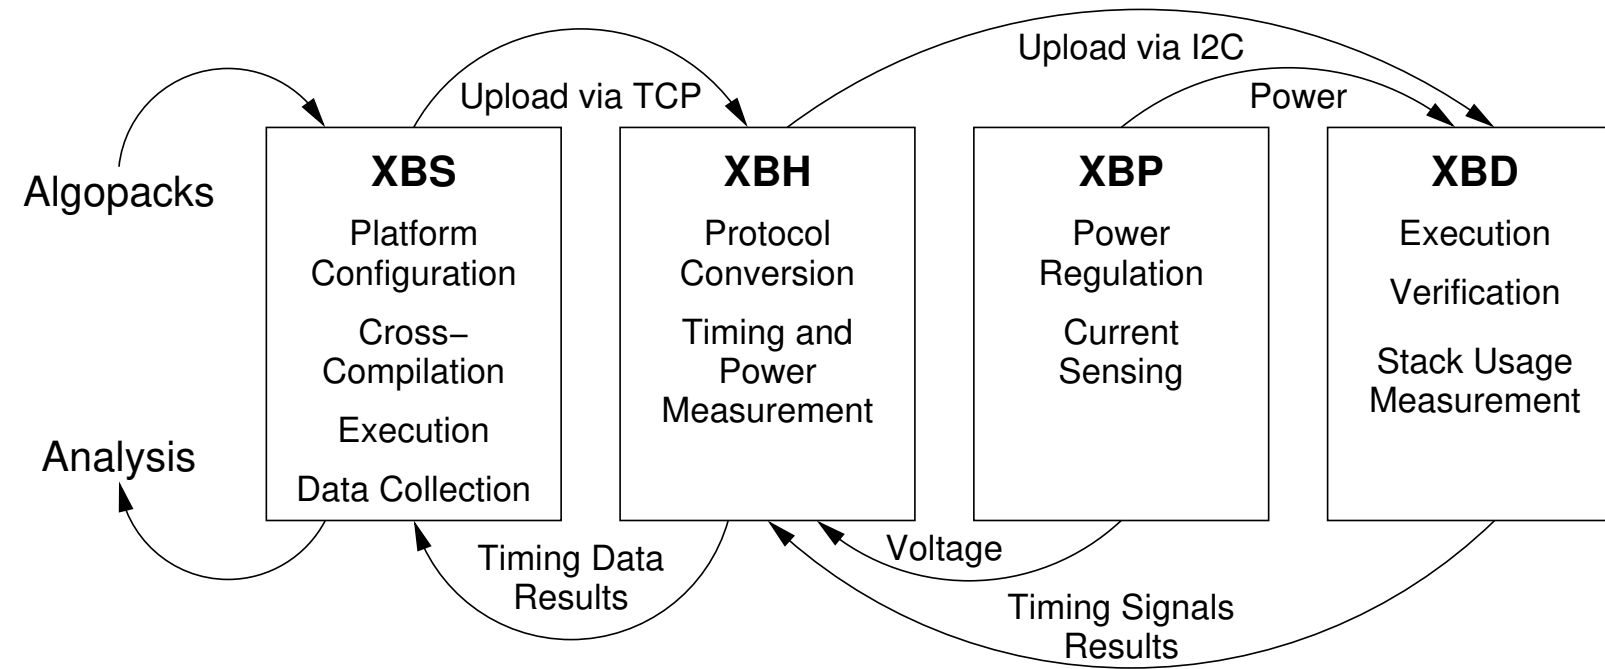 Upload via I2C
Upload via TCP
Power
Algopacks
XBS
Platform
Configuration
Cross–
Compilation
Execution
Data Collection
XBH
Protocol
Conversion
Timing and
Power
Measurement
XBP
Power
Regulation
Current
Sensing
XBD
Execution
Verification
Stack Usage
Measurement
Analysis
Timing Data
Results
Voltage
Timing Signals
Results